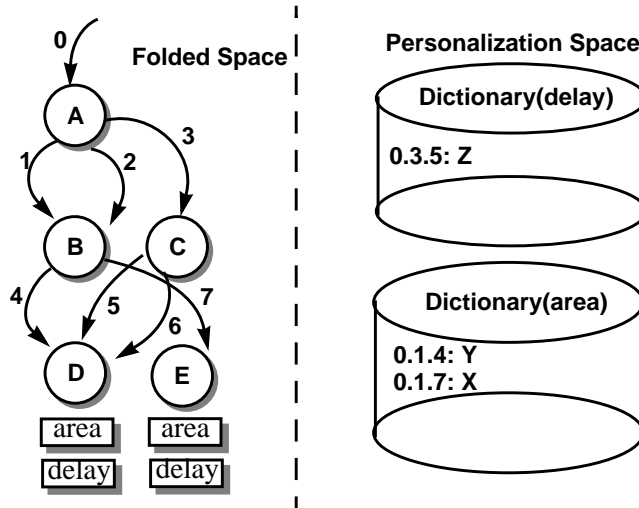 0
Folded Space
Personalization Space
A
Dictionary(delay)
3
1
2
0.3.5: Z
B
C
4
5
7
6
Dictionary(area)
D
E
0.1.4: Y
0.1.7: X
area
area
delay
delay